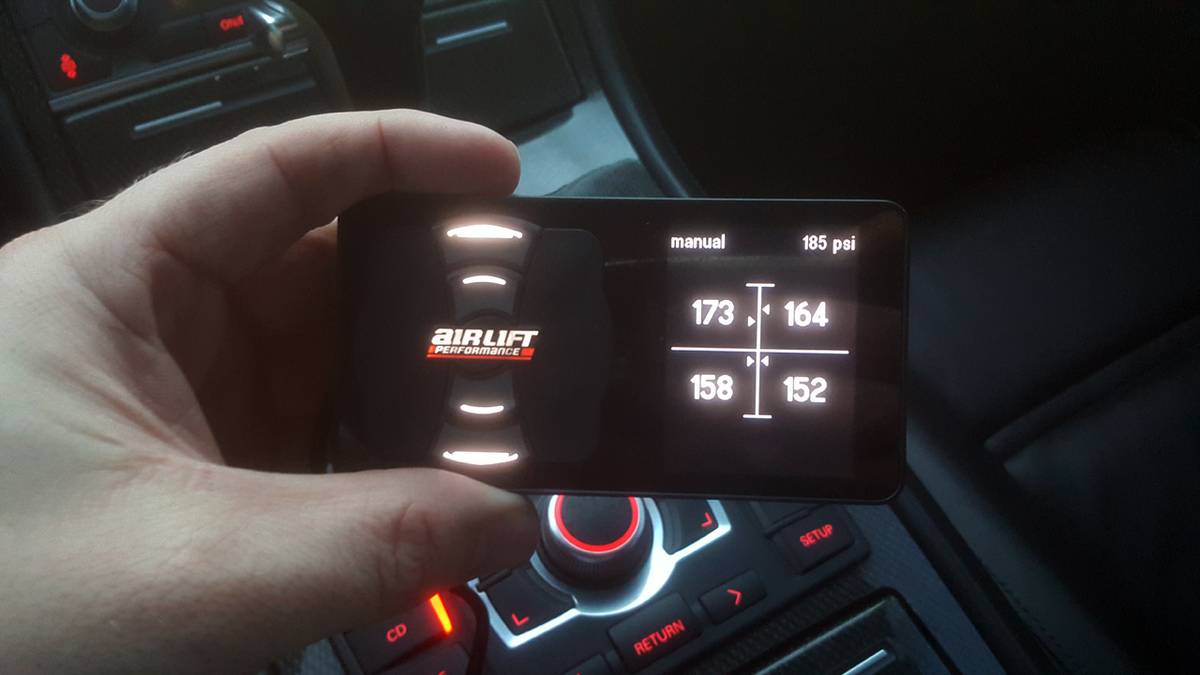 manual 185 psi
AIRLIFT
PERFORMANCE
173 164
158 152
SETUP
CD
RETURN